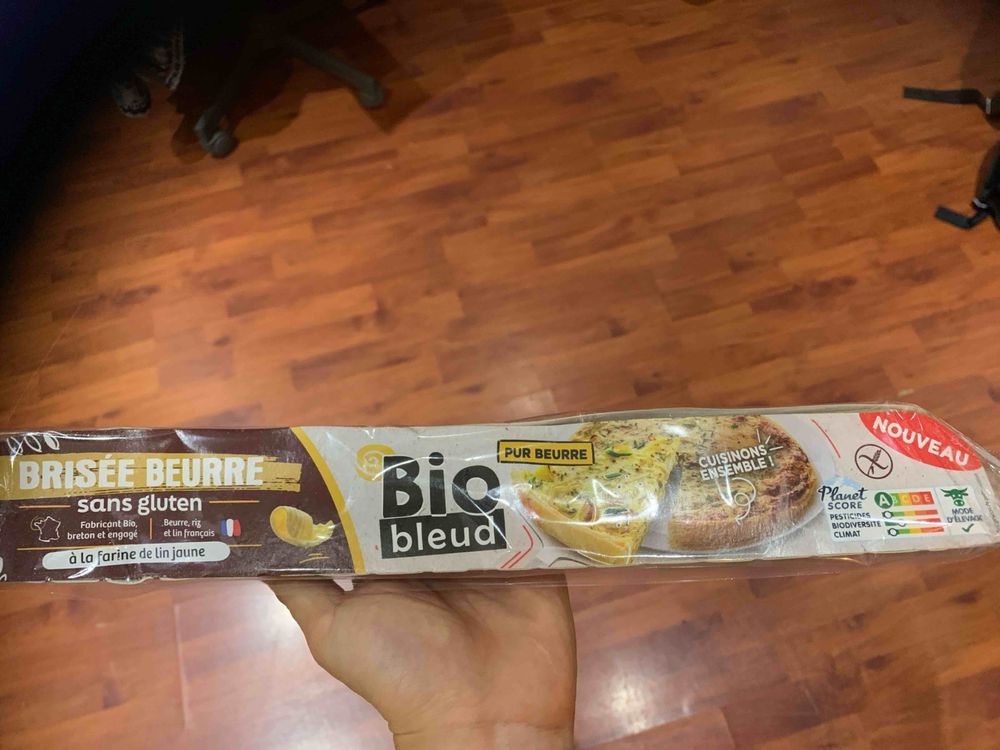 BRISÉE BEURRE
sans gluten
Fabricant Bio,
breton et engagé
Beurre, riz
et lin français
à la farine de lin jaune
Bio
bleud
PUR BEURRE
CUISINONS
ENSEMBLE !
NOUVEAU
Planet
SCORE
A B C D E
PESTICIDES
BIODIVERSITÉ
CLIMAT
MODE
D'ÉLEVAGE